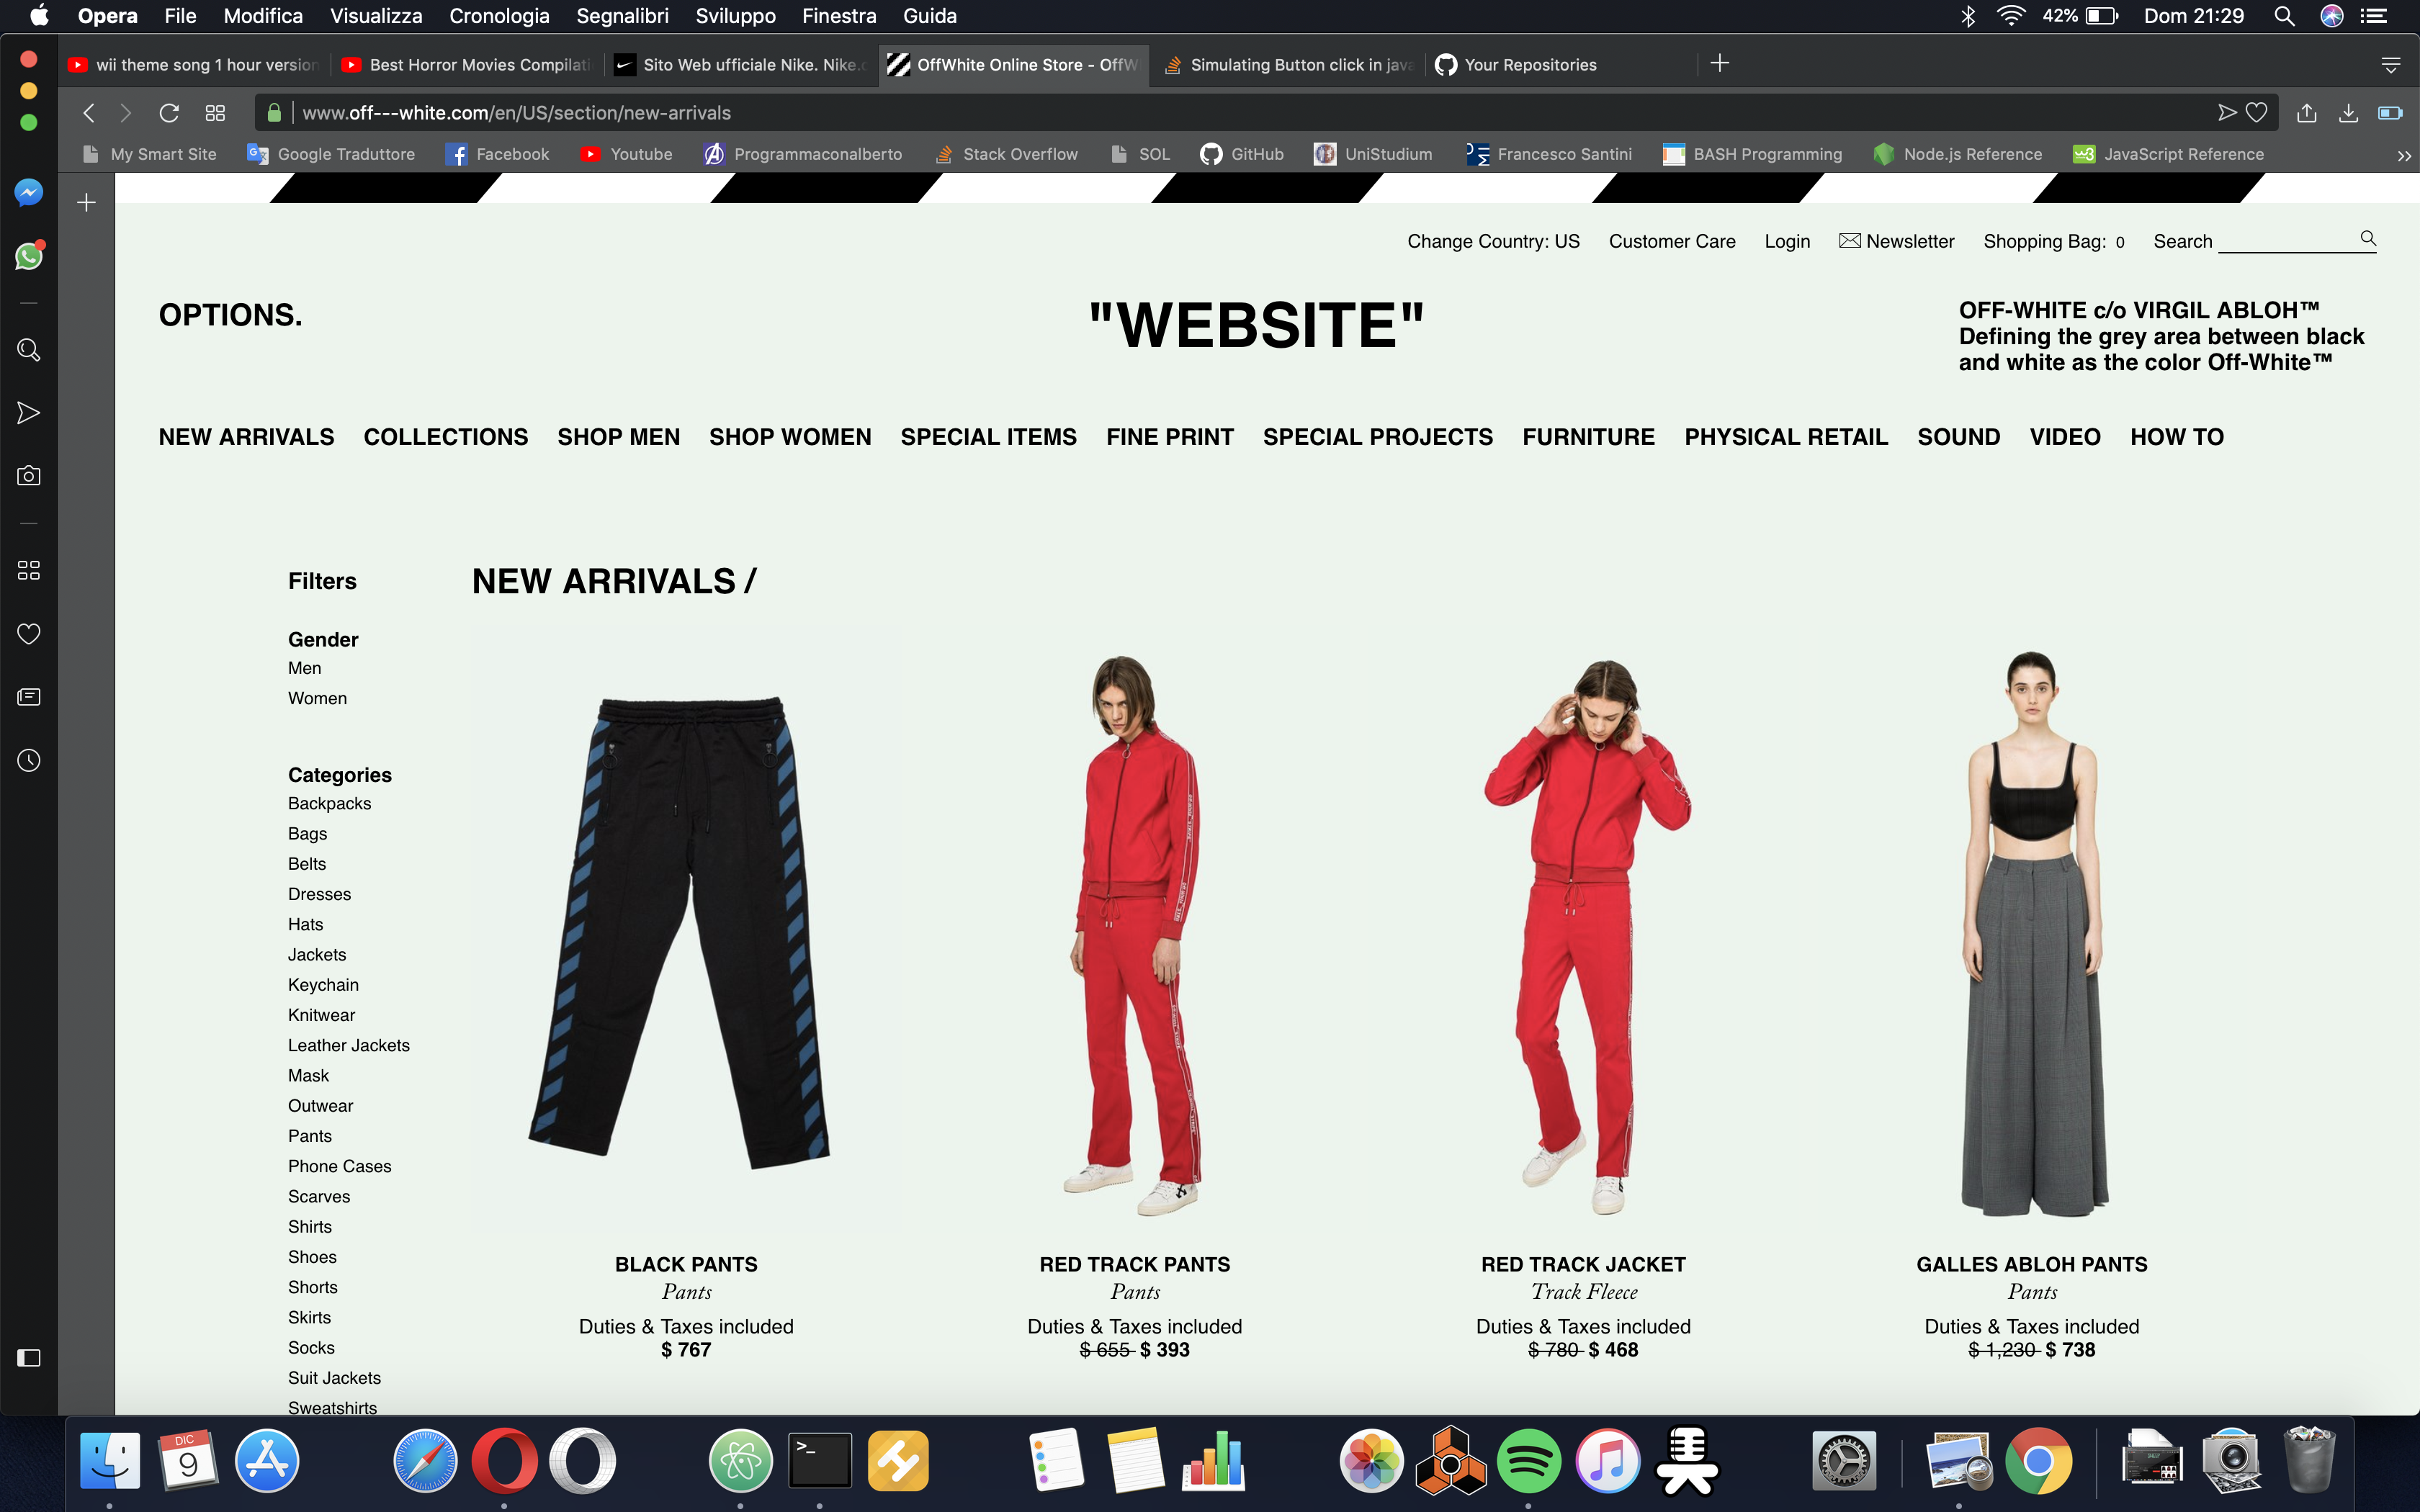 Opera File Modifica Visualizza Cronologia Segnalibri Sviluppo Finestra Guida 42% Dom 21:29
wii theme song 1 hour version Best Horror Movies Compilati Sito Web ufficiale Nike. Nike.c OffWhite Online Store - OffW Simulating Button click in java Your Repositories
www.off---white.com/en/US/section/new-arrivals
My Smart Site Google Traduttore Facebook Youtube Programmaconalberto Stack Overflow SOL GitHub UniStudium Francesco Santini BASH Programming Node.js Reference JavaScript Reference
Change Country: US Customer Care Login Newsletter Shopping Bag: 0 Search
OPTIONS.
"WEBSITE"
OFF-WHITE c/o VIRGIL ABLOH™
Defining the grey area between black
and white as the color Off-White™
NEW ARRIVALS COLLECTIONS SHOP MEN SHOP WOMEN SPECIAL ITEMS FINE PRINT SPECIAL PROJECTS FURNITURE PHYSICAL RETAIL SOUND VIDEO HOW TO
Filters
Gender
Men
Women
Categories
Backpacks
Bags
Belts
Dresses
Hats
Jackets
Keychain
Knitwear
Leather Jackets
Mask
Outwear
Pants
Phone Cases
Scarves
Shirts
Shoes
Shorts
Skirts
Socks
Suit Jackets
Sweatshirts
NEW ARRIVALS /
BLACK PANTS
Pants
Duties & Taxes included
$ 767
RED TRACK PANTS
Pants
Duties & Taxes included
$ 655 $ 393
RED TRACK JACKET
Track Fleece
Duties & Taxes included
$ 780 $ 468
GALLES ABLOH PANTS
Pants
Duties & Taxes included
$ 1,230 $ 738
DIC
9